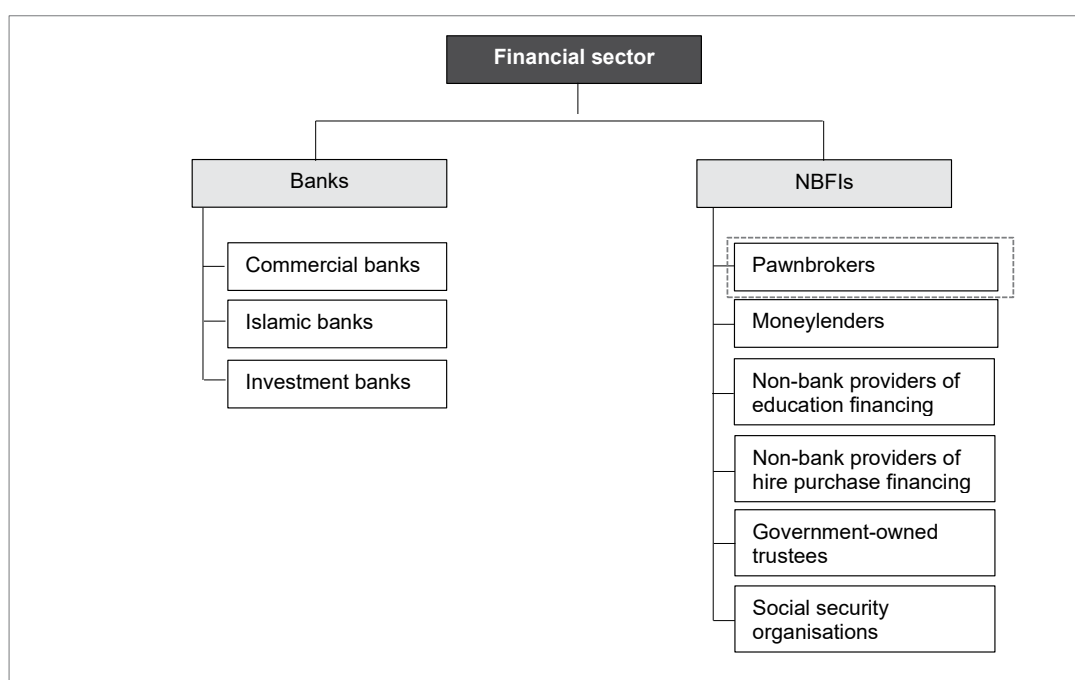 Financial sector
Banks
Commercial banks
Islamic banks
Investment banks
NBFIs
Pawnbrokers
Moneylenders
Non-bank providers of
education financing
Non-bank providers of
hire purchase financing
Government-owned
trustees
Social security
organisations